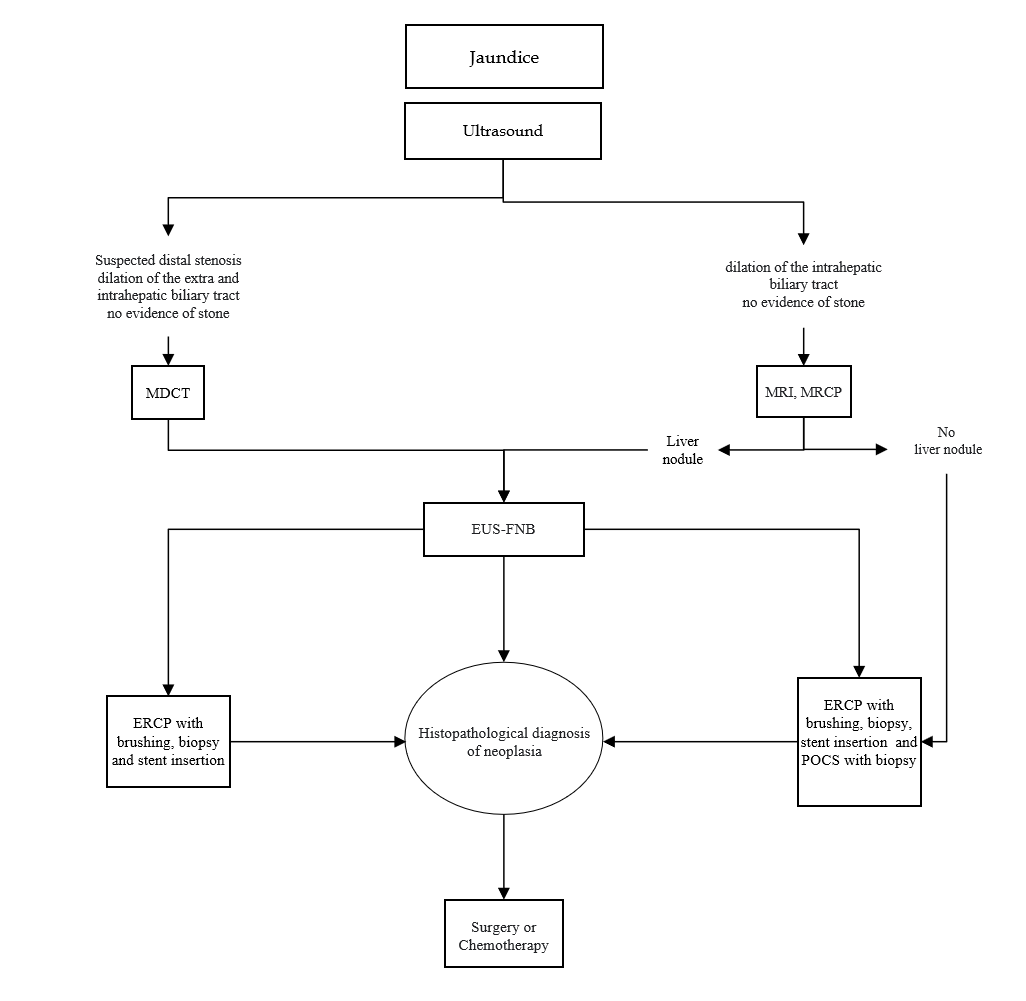 Jaundice
Ultrasound
Suspected distal stenosis
dilation of the extra and
intrahepatic biliary tract
no evidence of stone
dilation of the intrahepatic
biliary tract
no evidence of stone
MDCT
MRI, MRCP
Liver
nodule
No
liver nodule
EUS-FNB
ERCP with
brushing, biopsy
and stent insertion
Histopathological diagnosis
of neoplasia
ERCP with
brushing, biopsy,
stent insertion and
POCS with biopsy
Surgery or
Chemotherapy